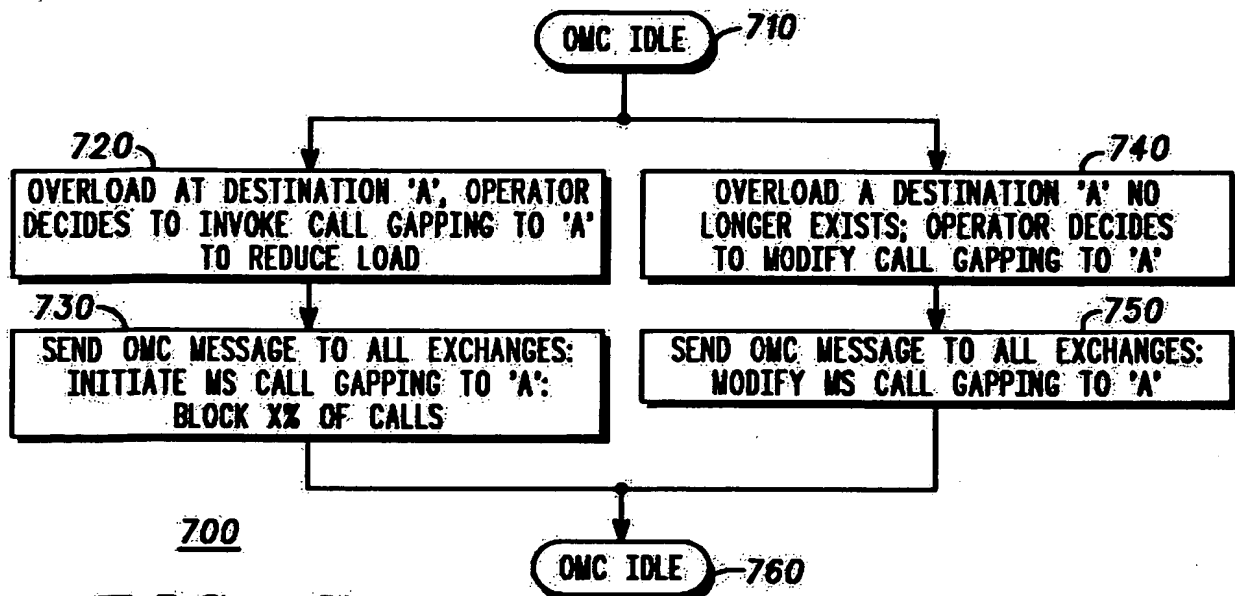 OMC IDLE
710
720
OVERLOAD AT DESTINATION 'A', OPERATOR
DECIDES TO INVOKE CALL GAPPING TO 'A'
TO REDUCE LOAD
740
OVERLOAD A DESTINATION 'A' NO
LONGER EXISTS; OPERATOR DECIDES
TO MODIFY CALL GAPPING TO 'A'
730
SEND OMC MESSAGE TO ALL EXCHANGES:
INITIATE MS CALL GAPPING TO 'A':
BLOCK X% OF CALLS
750
SEND OMC MESSAGE TO ALL EXCHANGES:
MODIFY MS CALL GAPPING TO 'A'
700
OMC IDLE
760